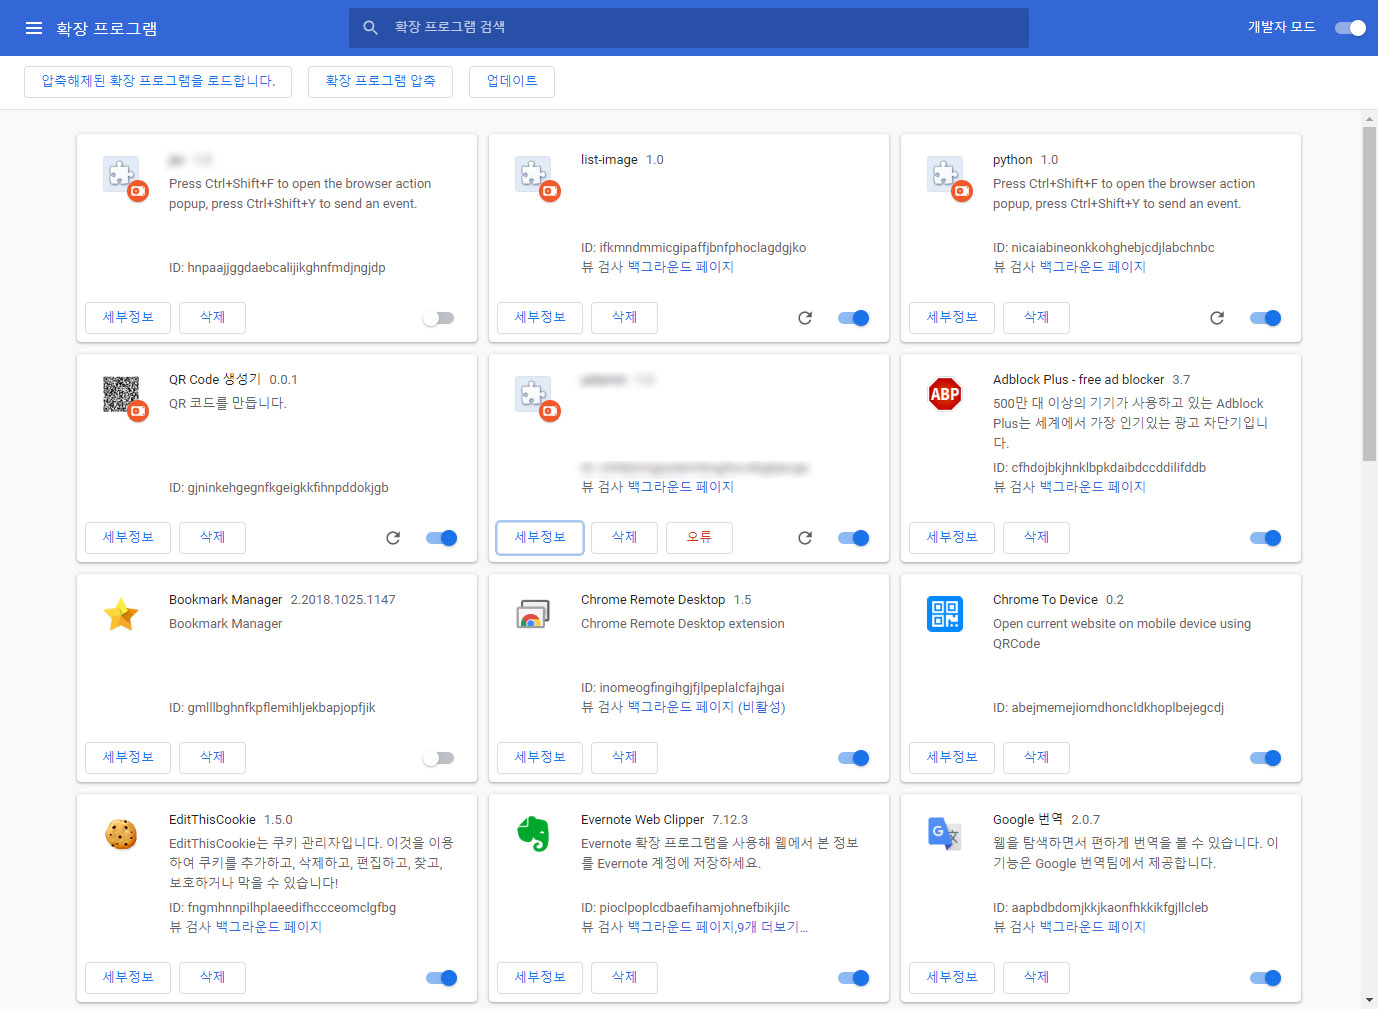 확장 프로그램
확장 프로그램 검색
개발자 모드
압축해제된 확장 프로그램을 로드합니다.
확장 프로그램 압축
업데이트
Press Ctrl+Shift+F to open the browser action
popup, press Ctrl+Shift+Y to send an event.
ID: hnpaajjggdaebcalijikghnfmdjngjdp
세부정보
삭제
list-image 1.0
ID: ifkmndmmicgipaffjbnfphoclagdgjko
뷰 검사 백그라운드 페이지
세부정보
삭제
python 1.0
Press Ctrl+Shift+F to open the browser action
popup, press Ctrl+Shift+Y to send an event.
ID: nicaiabineonkkohghebjcdjlabchnbc
뷰 검사 백그라운드 페이지
세부정보
삭제
QR Code 생성기 0.0.1
QR 코드를 만듭니다.
ID: gjninkehgegnfkgeigkkfihnpddokjgb
세부정보
삭제
뷰 검사 백그라운드 페이지
세부정보
삭제
오류
ABP
Adblock Plus - free ad blocker 3.7
500만 대 이상의 기기가 사용하고 있는 Adblock
Plus는 세계에서 가장 인기있는 광고 차단기입니
다.
ID: cfhdojbkjhnklbpkdaibdccddilifddb
뷰 검사 백그라운드 페이지
세부정보
삭제
Bookmark Manager 2.2018.1025.1147
Bookmark Manager
ID: gmlllbghnfkpflemihljekbapjopfjik
세부정보
삭제
Chrome Remote Desktop 1.5
Chrome Remote Desktop extension
ID: inomeogfingihgjfjlpeplalcfajhgai
뷰 검사 백그라운드 페이지 (비활성)
세부정보
삭제
Chrome To Device 0.2
Open current website on mobile device using
QRCode
ID: abejmemejiomdhoncldkhoplbejegcdj
세부정보
삭제
EditThisCookie 1.5.0
EditThisCookie는 쿠키 관리자입니다. 이것을 이용
하여 쿠키를 추가하고, 삭제하고, 편집하고, 찾고,
보호하거나 막을 수 있습니다!
ID: fngmhnnpilhplaeedifhccceomclgfbg
뷰 검사 백그라운드 페이지
세부정보
삭제
Evernote Web Clipper 7.12.3
Evernote 확장 프로그램을 사용해 웹에서 본 정보
를 Evernote 계정에 저장하세요.
ID: pioclpoplcdbaefihamjohnefbikjilc
뷰 검사 백그라운드 페이지,9개 더보기...
세부정보
삭제
G 文
Google 번역 2.0.7
웹을 탐색하면서 편하게 번역을 볼 수 있습니다. 이
기능은 Google 번역팀에서 제공합니다.
ID: aapbdbdomjkkjkaonfhkkikfgjllcleb
뷰 검사 백그라운드 페이지
세부정보
삭제